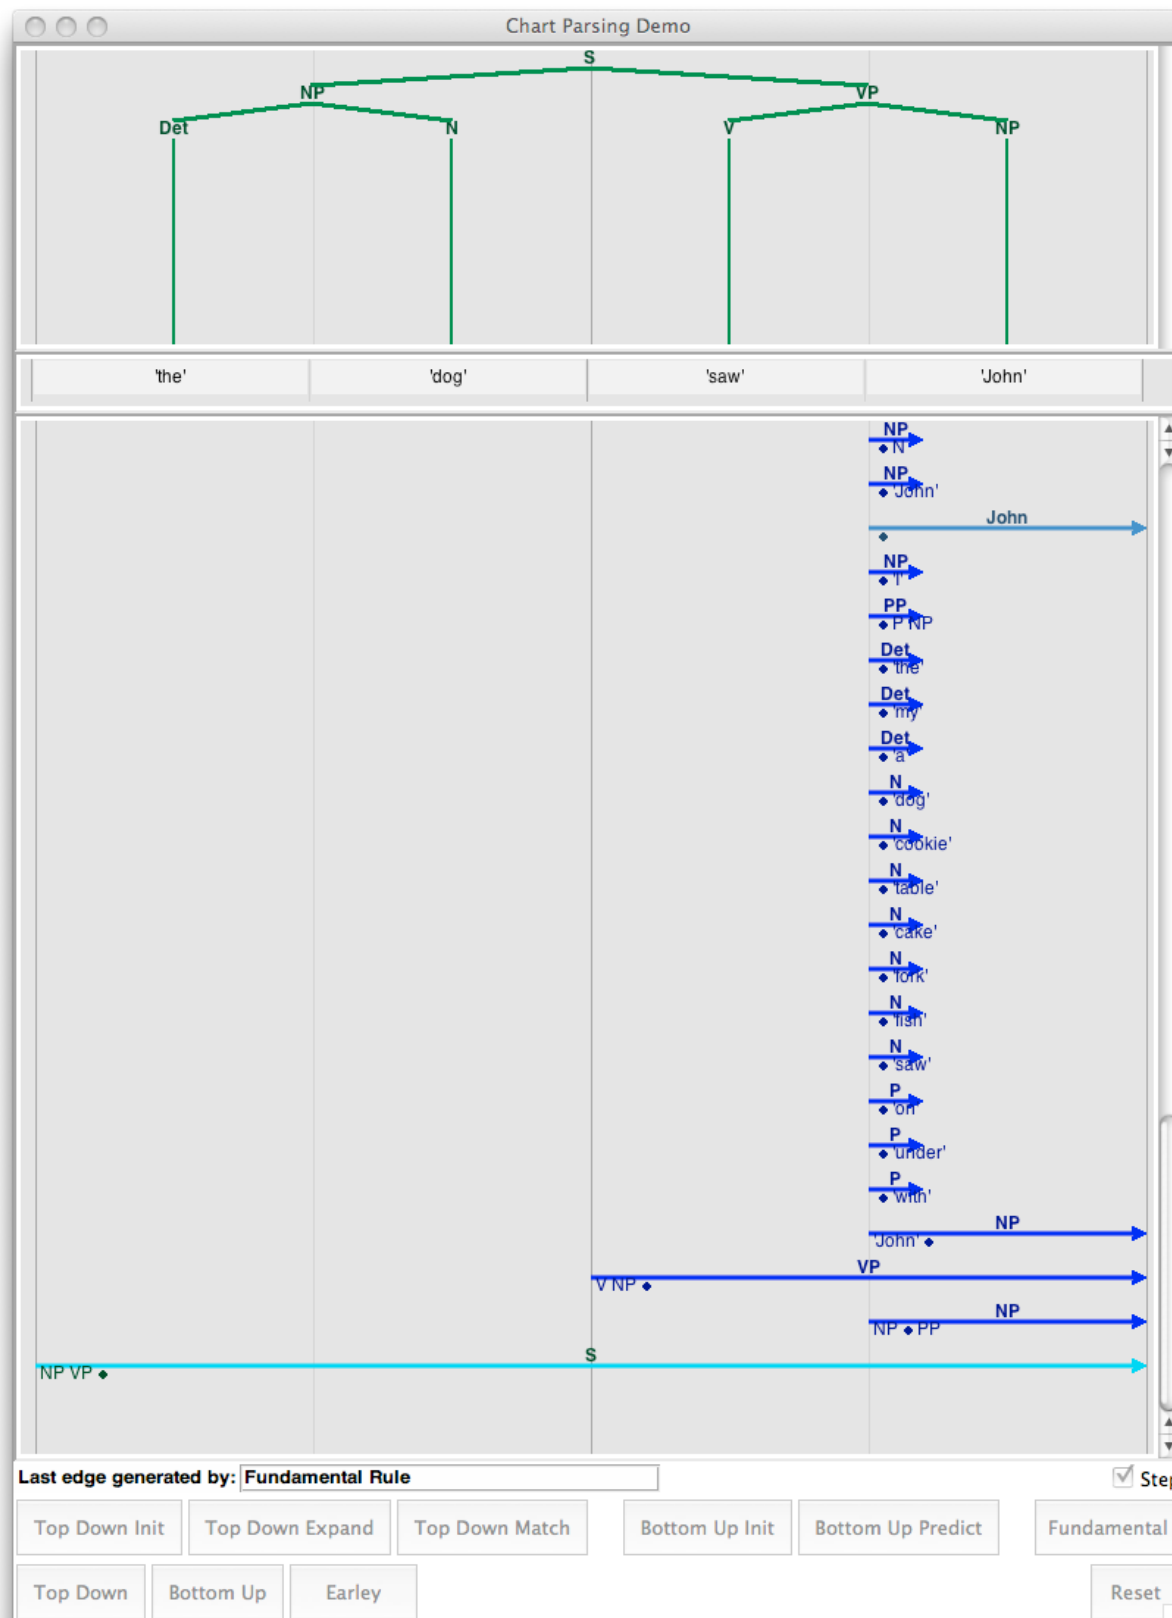 Chart Parsing Demo
S
NP VP
Det N V NP
'the' 'dog' 'saw' 'John'
NP
• N
NP
• 'John'
John
•
NP
• 'I'
PP
• P NP
Det
• 'the'
Det
• 'my'
Det
• 'a'
N
• 'dog'
N
• 'cookie'
N
• 'table'
N
• 'cake'
N
• 'fork'
N
• 'fish'
N
• 'saw'
P
• 'on'
P
• 'under'
P
• 'with'
NP
'John' •
VP
V NP •
NP
NP • PP
S
NP VP •
Last edge generated by: Fundamental Rule Step
Top Down Init Top Down Expand Top Down Match Bottom Up Init Bottom Up Predict Fundamental
Top Down Bottom Up Earley Reset